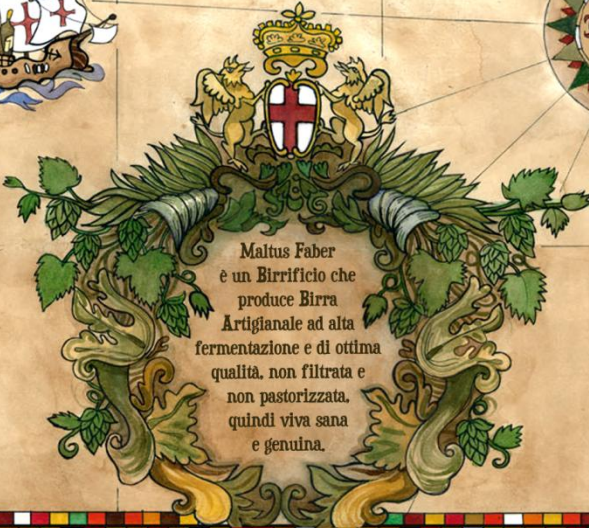 Maltus Faber
è un Birrificio che
produce Birra
Artigianale ad alta
fermentazione e di ottima
qualità, non filtrata e
non pastorizzata,
quindi viva sana
e genuina.